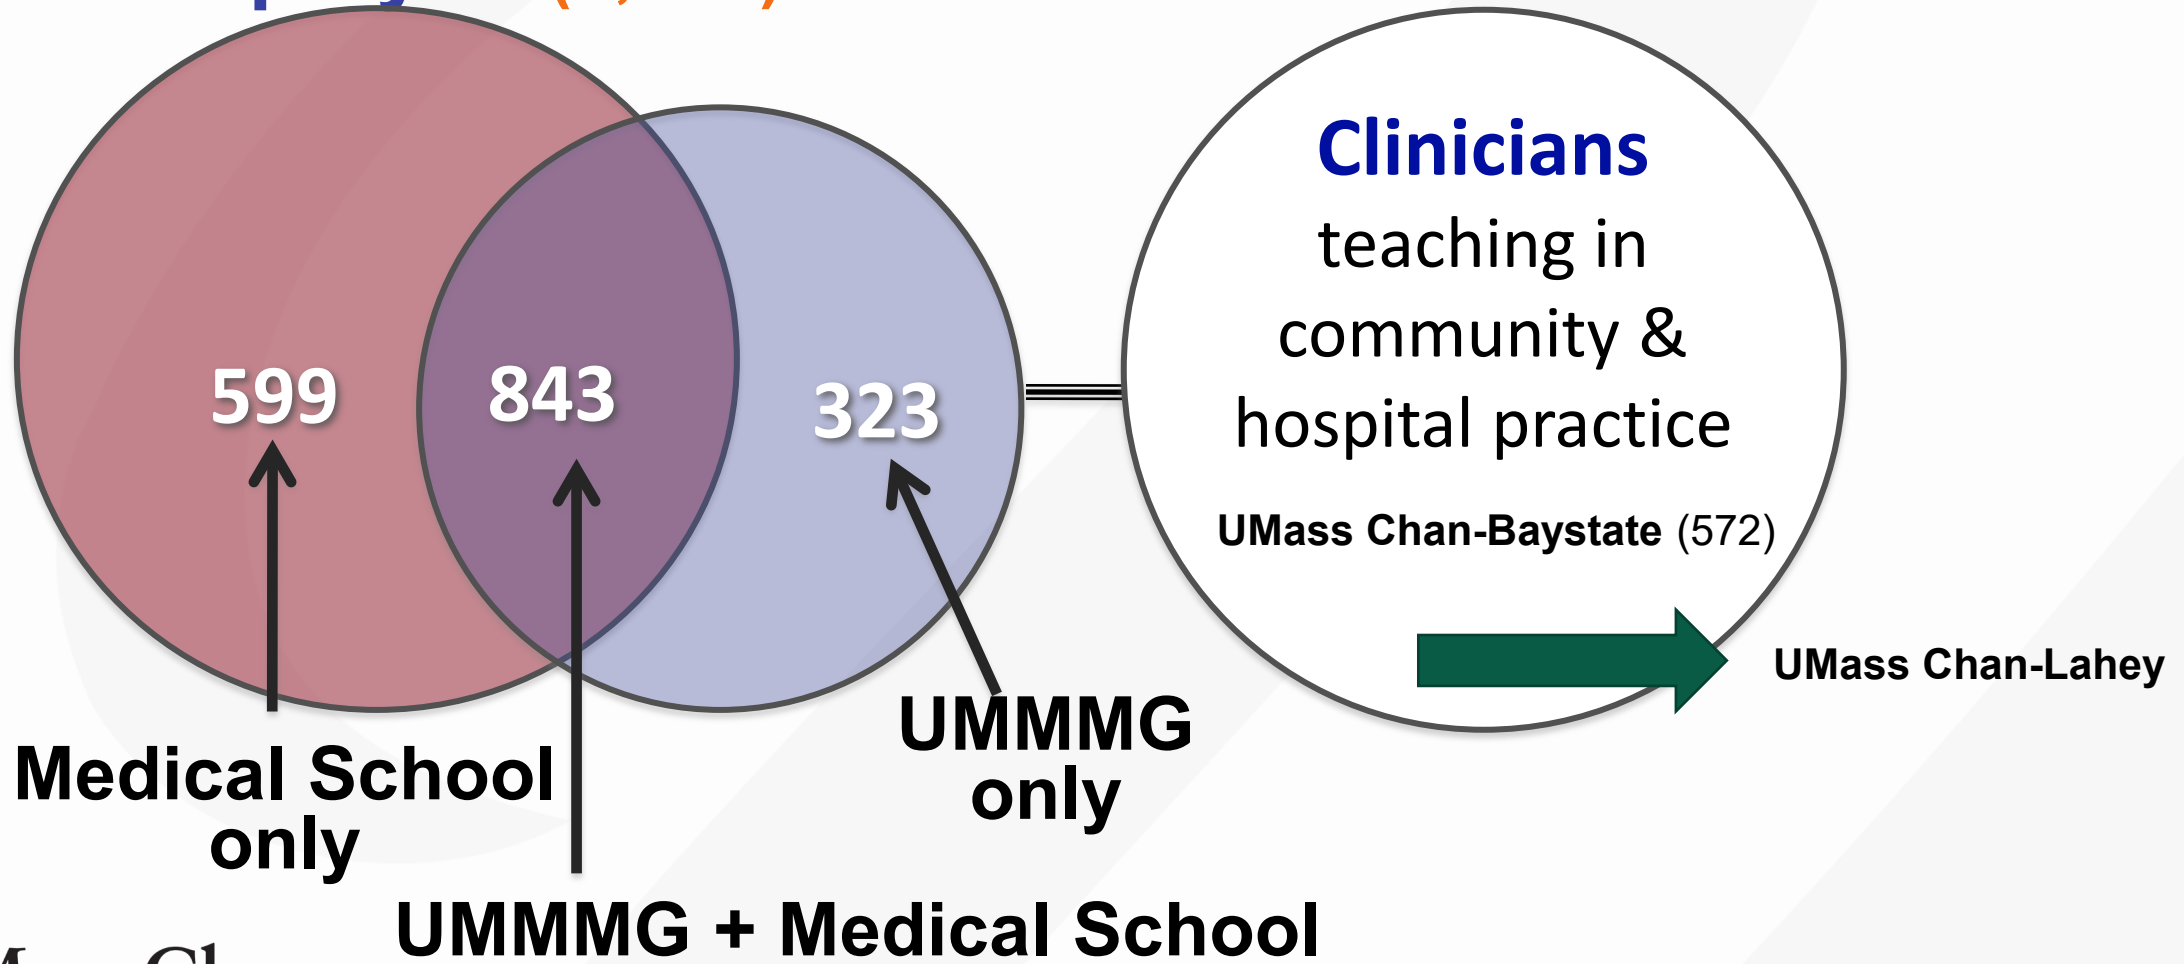 Clinicians
teaching in
community &
hospital practice
599
843
323
UMass Chan-Baystate (572)
UMass Chan-Lahey
UMMMG
only
Medical School
only
UMMMG + Medical School